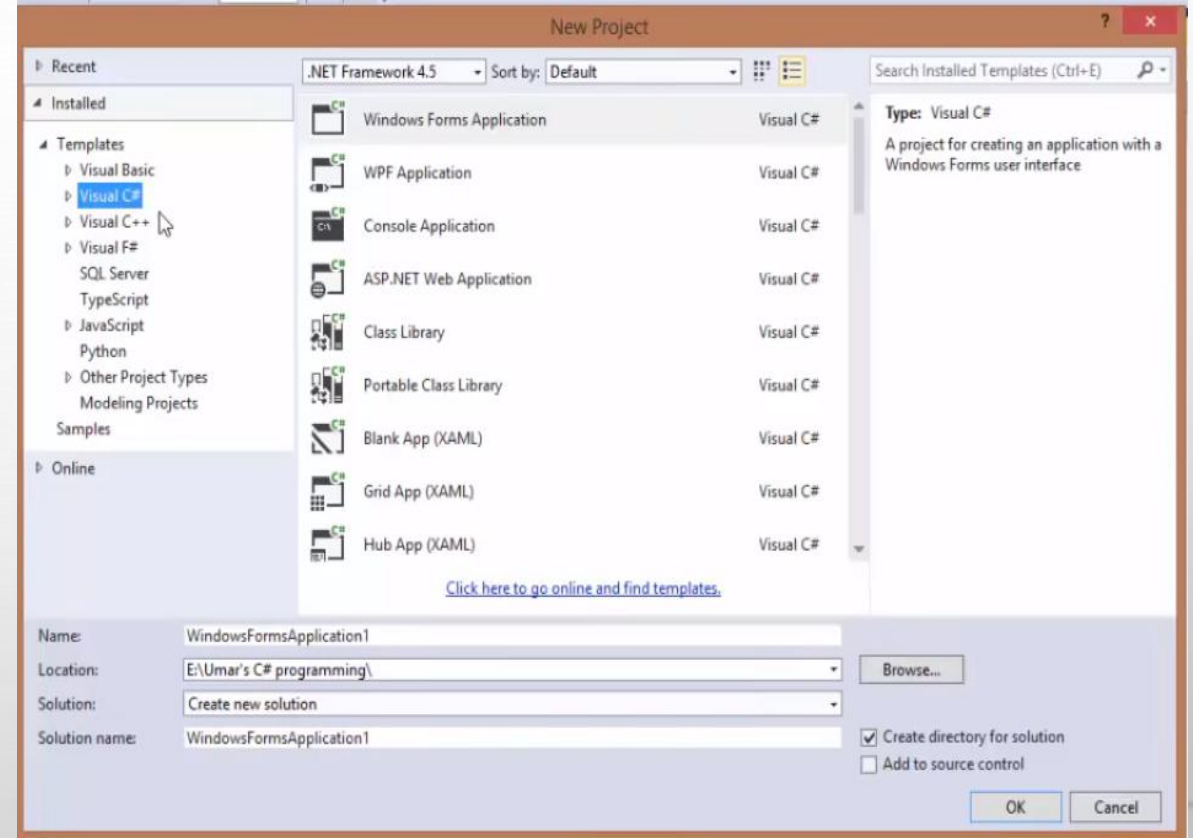 New Project
? ×
Recent
.NET Framework 4.5 Sort by: Default
Search Installed Templates (Ctrl+E)
Installed
Templates
Visual Basic
Visual C#
Visual C++
Visual F#
SQL Server
TypeScript
JavaScript
Python
Other Project Types
Modeling Projects
Samples
Online
Windows Forms Application Visual C#
WPF Application Visual C#
Console Application Visual C#
ASP.NET Web Application Visual C#
Class Library Visual C#
Portable Class Library Visual C#
Blank App (XAML) Visual C#
Grid App (XAML) Visual C#
Hub App (XAML) Visual C#
Click here to go online and find templates.
Type: Visual C#
A project for creating an application with a
Windows Forms user interface
Name: WindowsFormsApplication1
Location: E:\Umar's C# programming\
Browse...
Solution: Create new solution
Solution name: WindowsFormsApplication1
Create directory for solution
Add to source control
OK Cancel